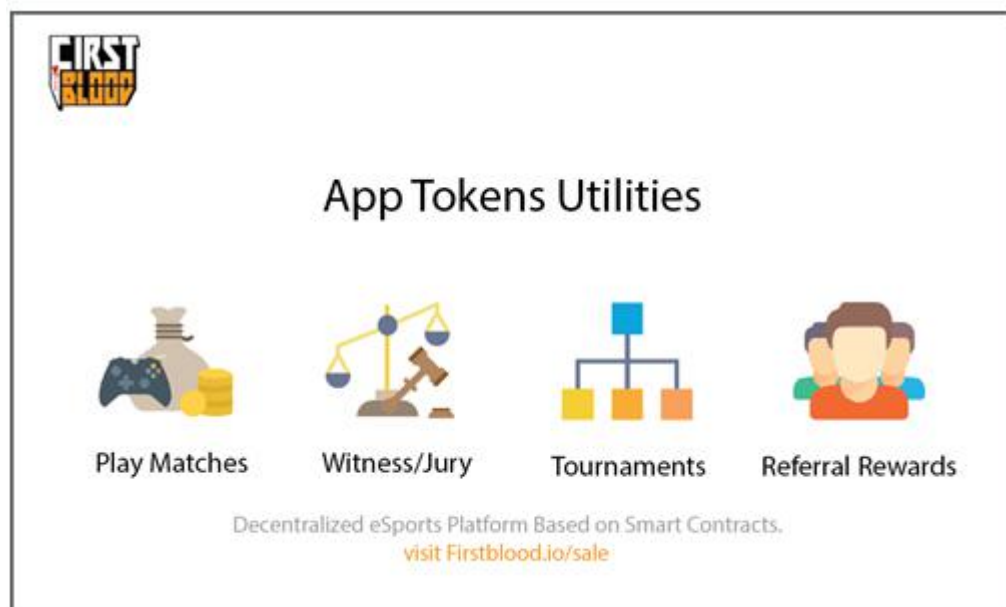 FIRST
BLOOD
App Tokens Utilities
Play Matches
Witness/Jury
Tournaments
Referral Rewards
Decentralized eSports Platform Based on Smart Contracts.
visit Firstblood.io/sale